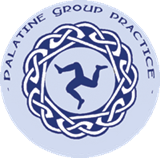 - PALATINE GROUP PRACTICE -